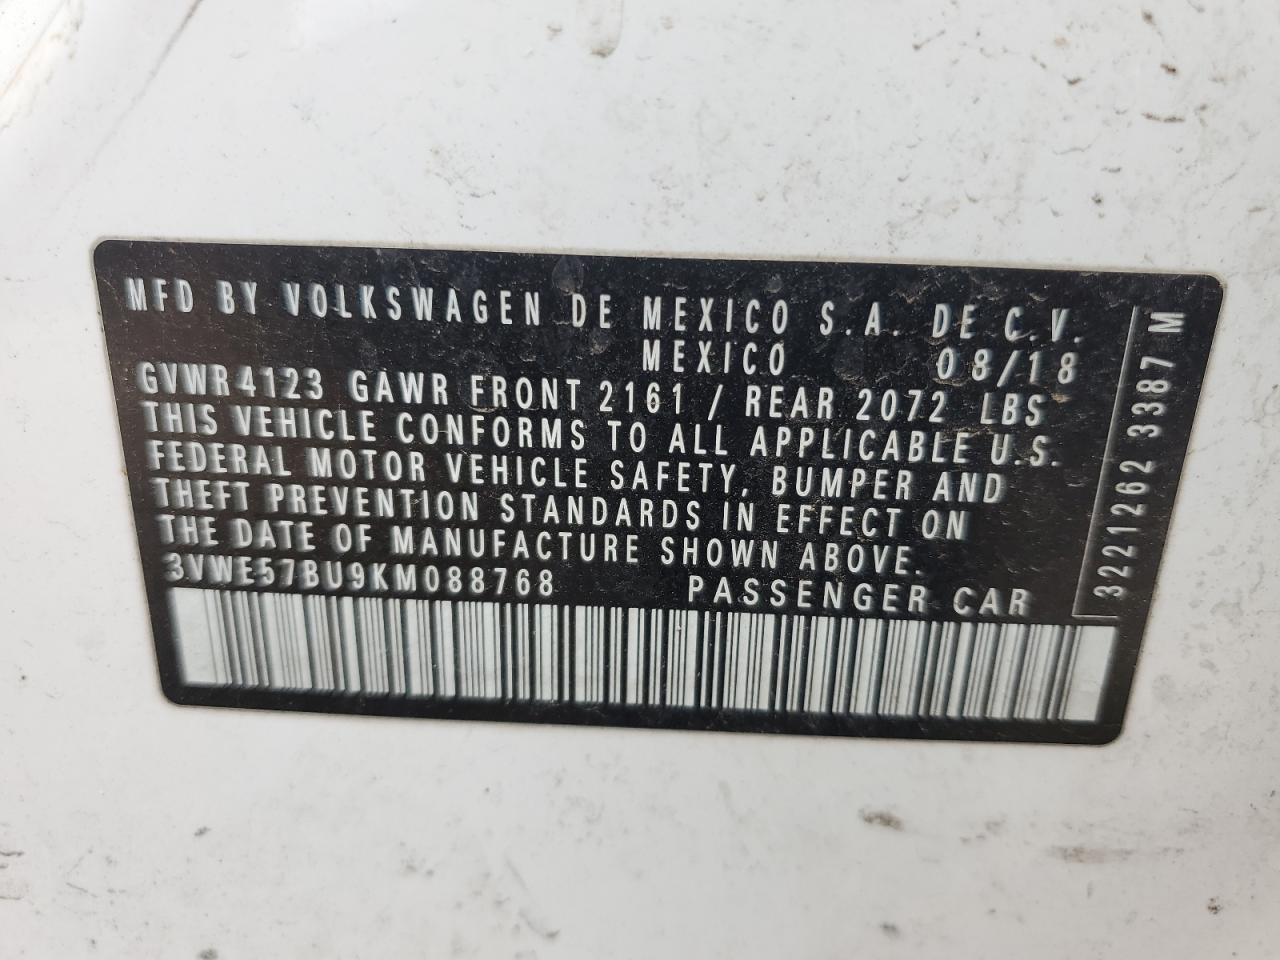 MFD BY VOLKSWAGEN DE MEXICO S.A. DE C.V.
MEXICO 08/18
GVWR 4123 GAWR FRONT 2161 / REAR 2072 LBS
THIS VEHICLE CONFORMS TO ALL APPLICABLE U.S.
FEDERAL MOTOR VEHICLE SAFETY, BUMPER AND
THEFT PREVENTION STANDARDS IN EFFECT ON
THE DATE OF MANUFACTURE SHOWN ABOVE.
3VWE57BU9KM088768 PASSENGER CAR
3221262 3387 M